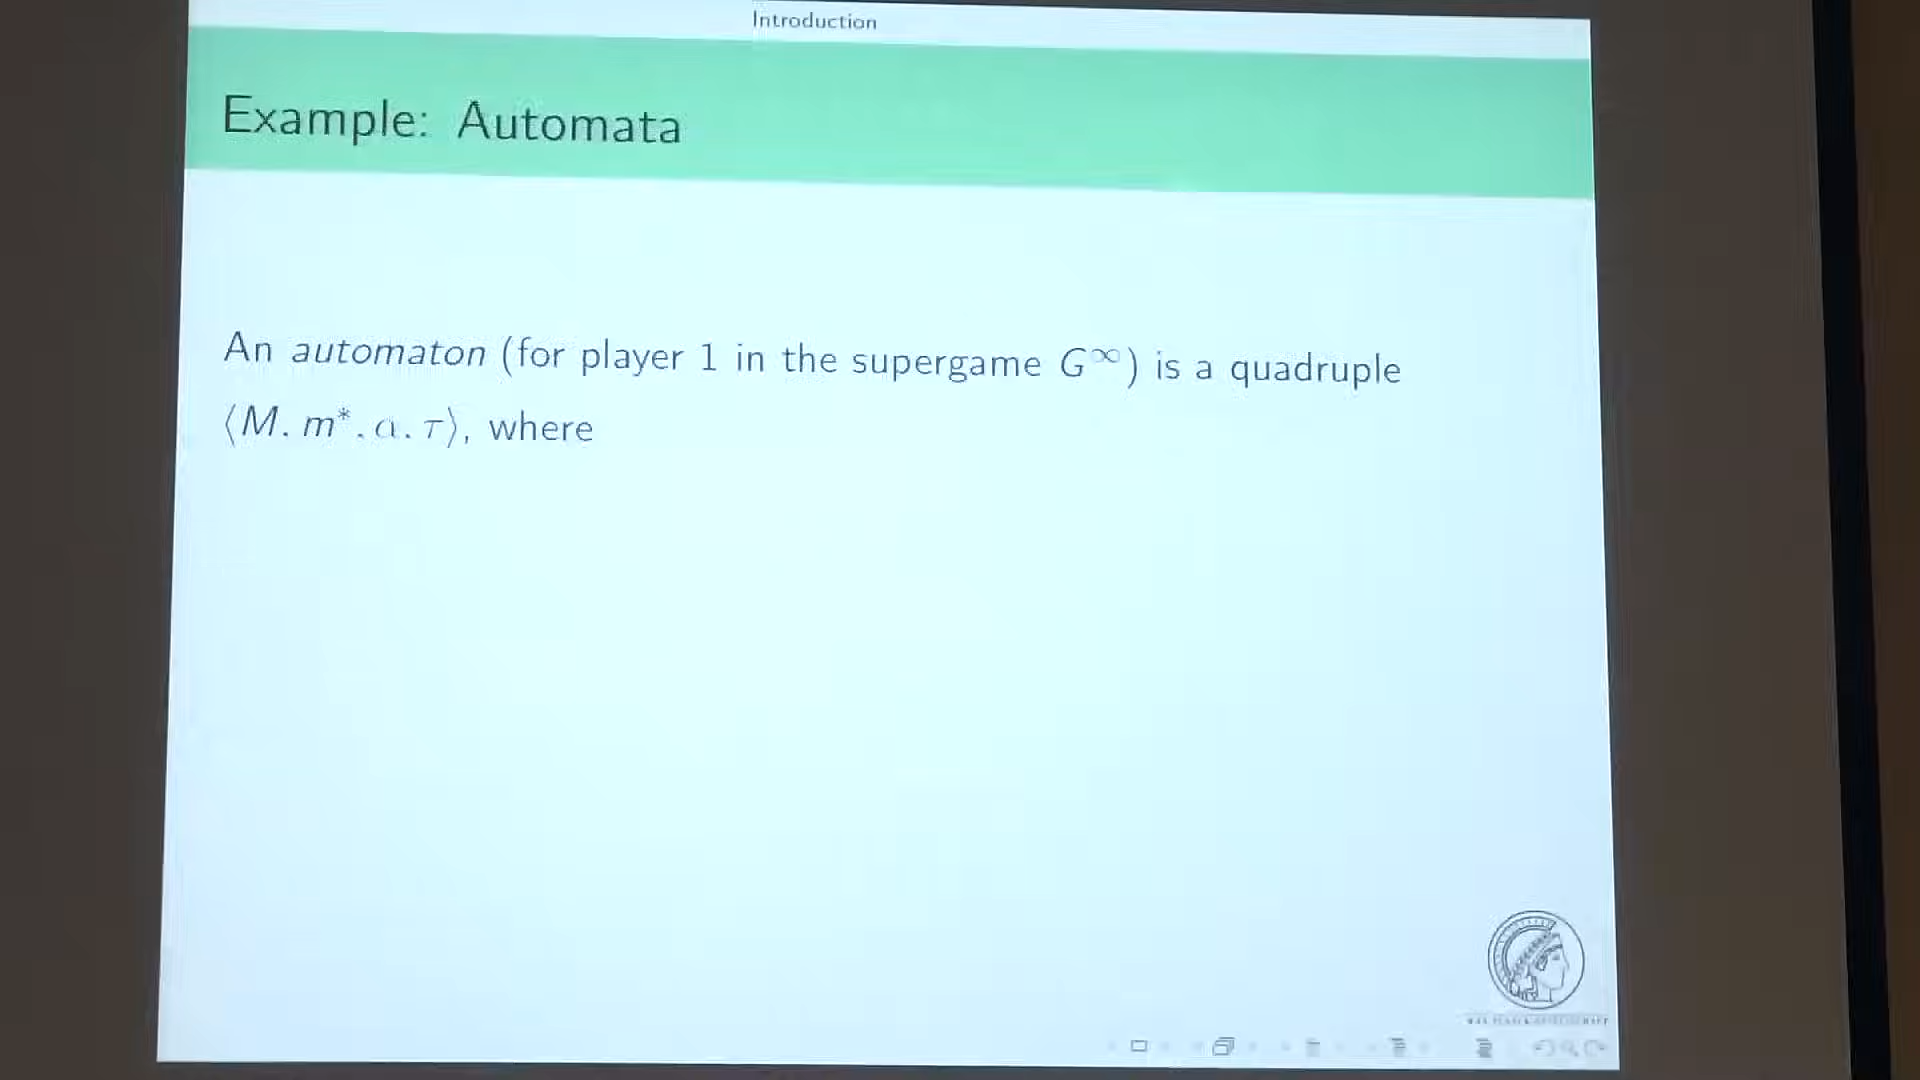 Introduction
Example: Automata
An automaton (for player 1 in the supergame G∞) is a quadruple
⟨M, m*, α, τ⟩, where